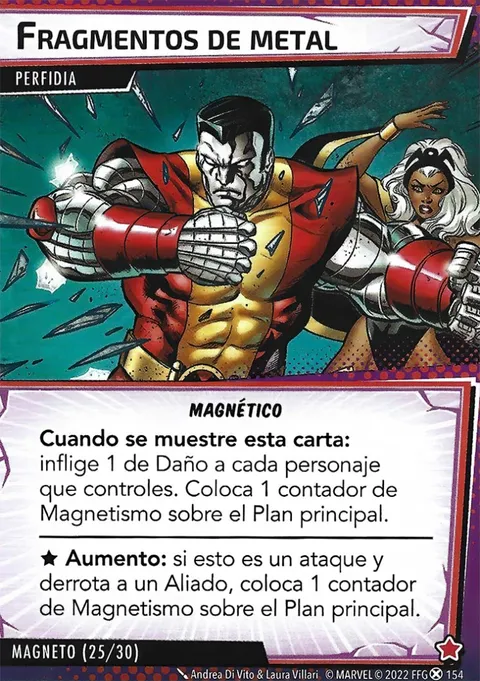 FRAGMENTOS DE METAL
PERFIDIA
MAGNÉTICO
Cuando se muestre esta carta:
inflige 1 de Daño a cada personaje
que controles. Coloca 1 contador de
Magnetismo sobre el Plan principal.
★ Aumento: si esto es un ataque y
derrota a un Aliado, coloca 1 contador
de Magnetismo sobre el Plan principal.
MAGNETO (25/30)
Andrea Di Vito & Laura Villari. © MARVEL © 2022 FFG 154